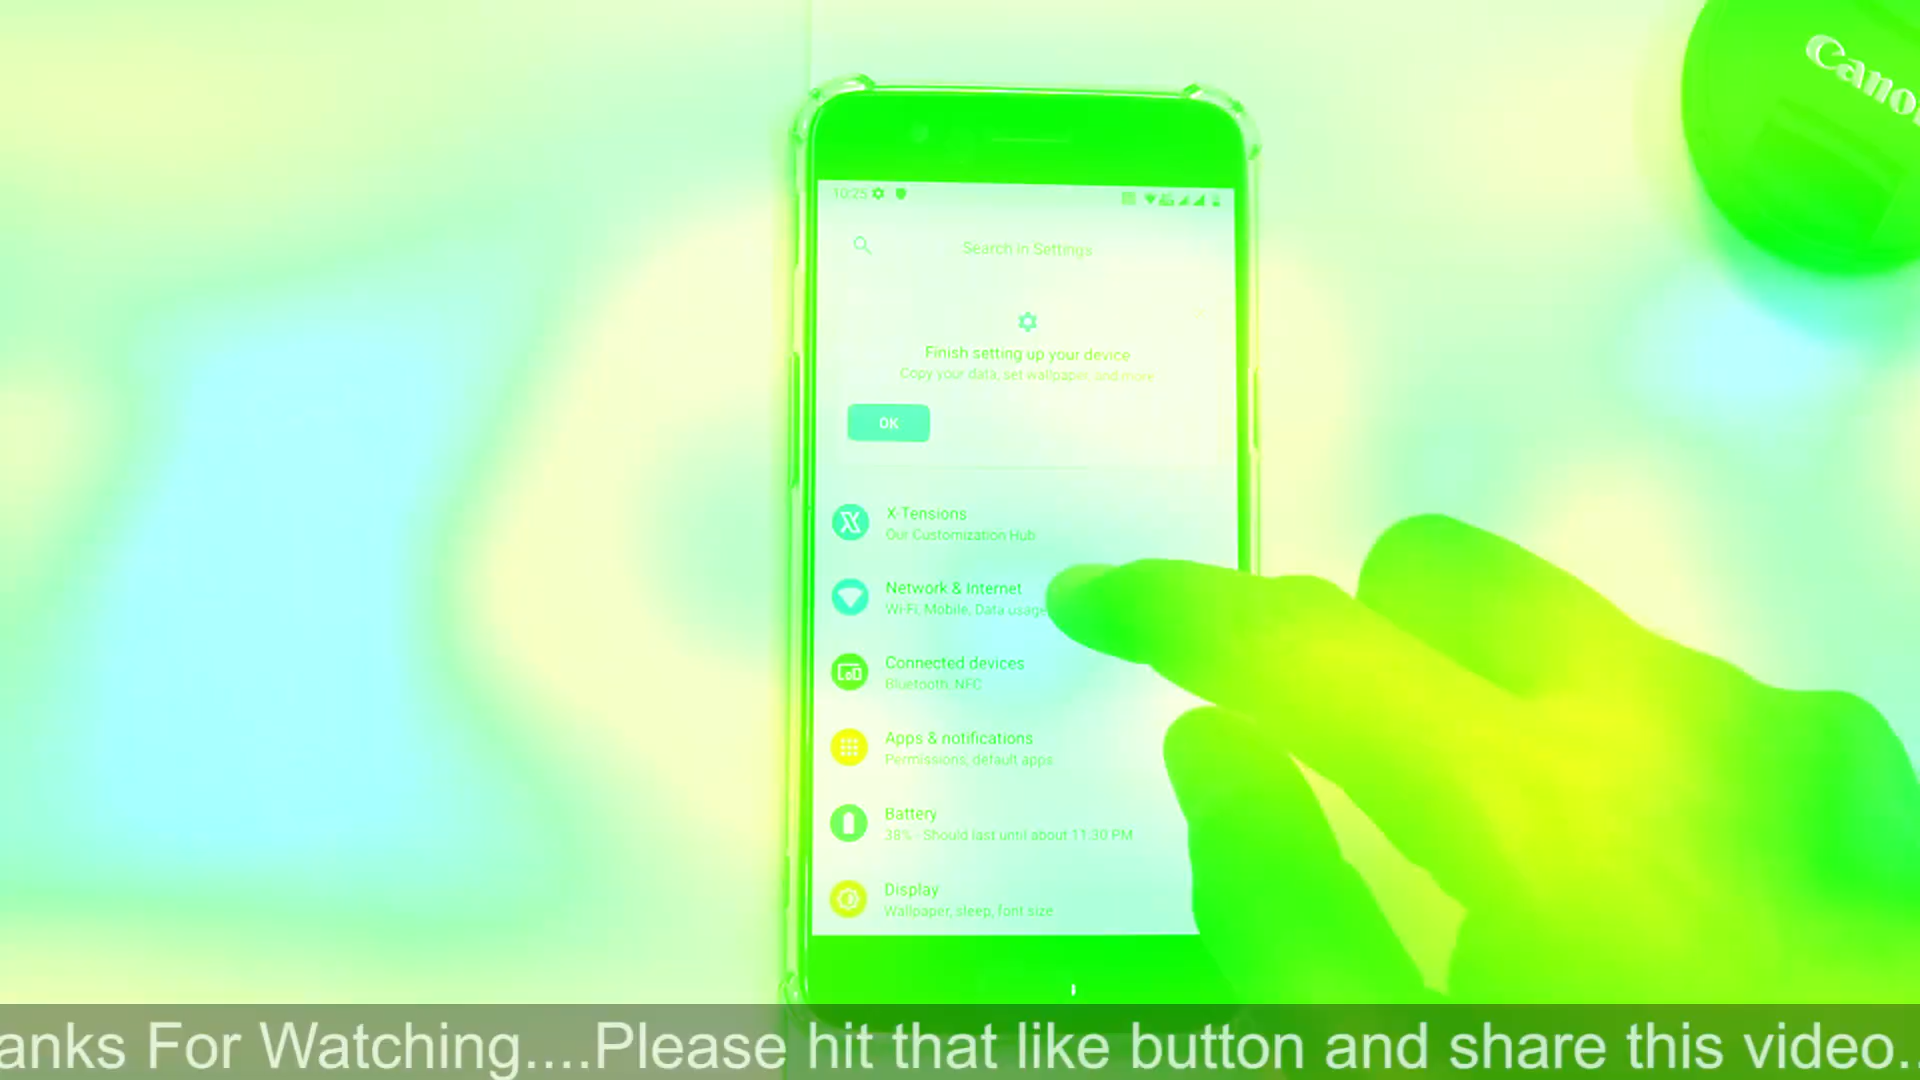 Cano
10:25
Search in Settings
Finish setting up your device
Copy your data, set wallpaper, and more
OK
X-Tensions
Our Customization Hub
Network & Internet
Wi-Fi, Mobile, Data usage
Connected devices
Bluetooth, NFC
Apps & notifications
Permissions, default apps
Battery
38% - Should last until about 11:30 PM
Display
Wallpaper, sleep, font size
anks For Watching....Please hit that like button and share this video..